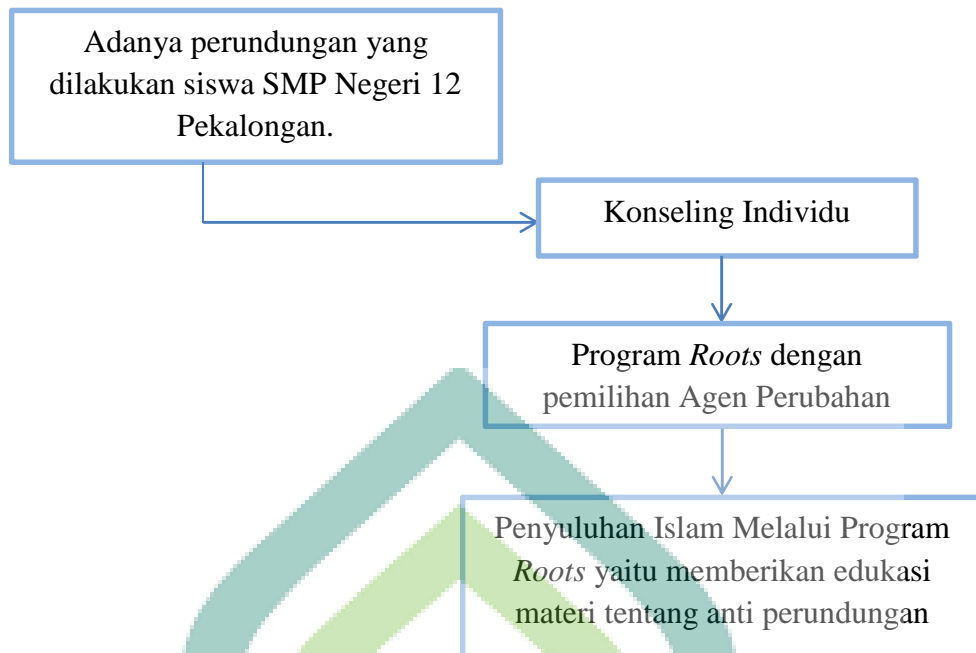 Adanya perundungan yang
dilakukan siswa SMP Negeri 12
Pekalongan.
Konseling Individu
Program Roots dengan
pemilihan Agen Perubahan
Penyuluhan Islam Melalui Program
Roots yaitu memberikan edukasi
materi tentang anti perundungan